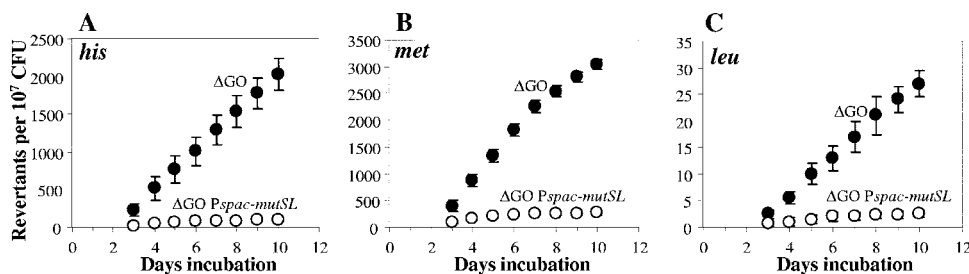 A
B
C
his
met
leu
Revertants per 10⁷ CFU
2500
2000
1500
1000
500
0
ΔGO
ΔGO Pspac-mutSL
0 2 4 6 8 10 12
Days incubation
3500
3000
2500
2000
1500
1000
500
0
ΔGO
ΔGO Pspac-mutSL
0 2 4 6 8 10 12
Days incubation
35
30
25
20
15
10
5
0
ΔGO
ΔGO Pspac-mutSL
0 2 4 6 8 10 12
Days incubation